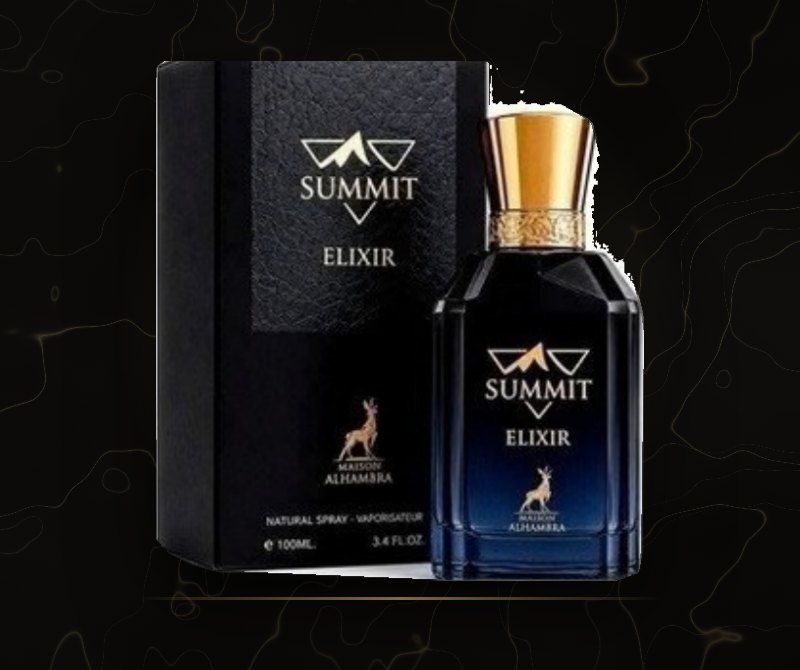 SUMMIT
ELIXIR
MAISON
ALHAMBRA
NATURAL SPRAY - VAPORISATEUR
℮ 100ML. 3.4 FL.OZ.
SUMMIT
ELIXIR
MAISON
ALHAMBRA